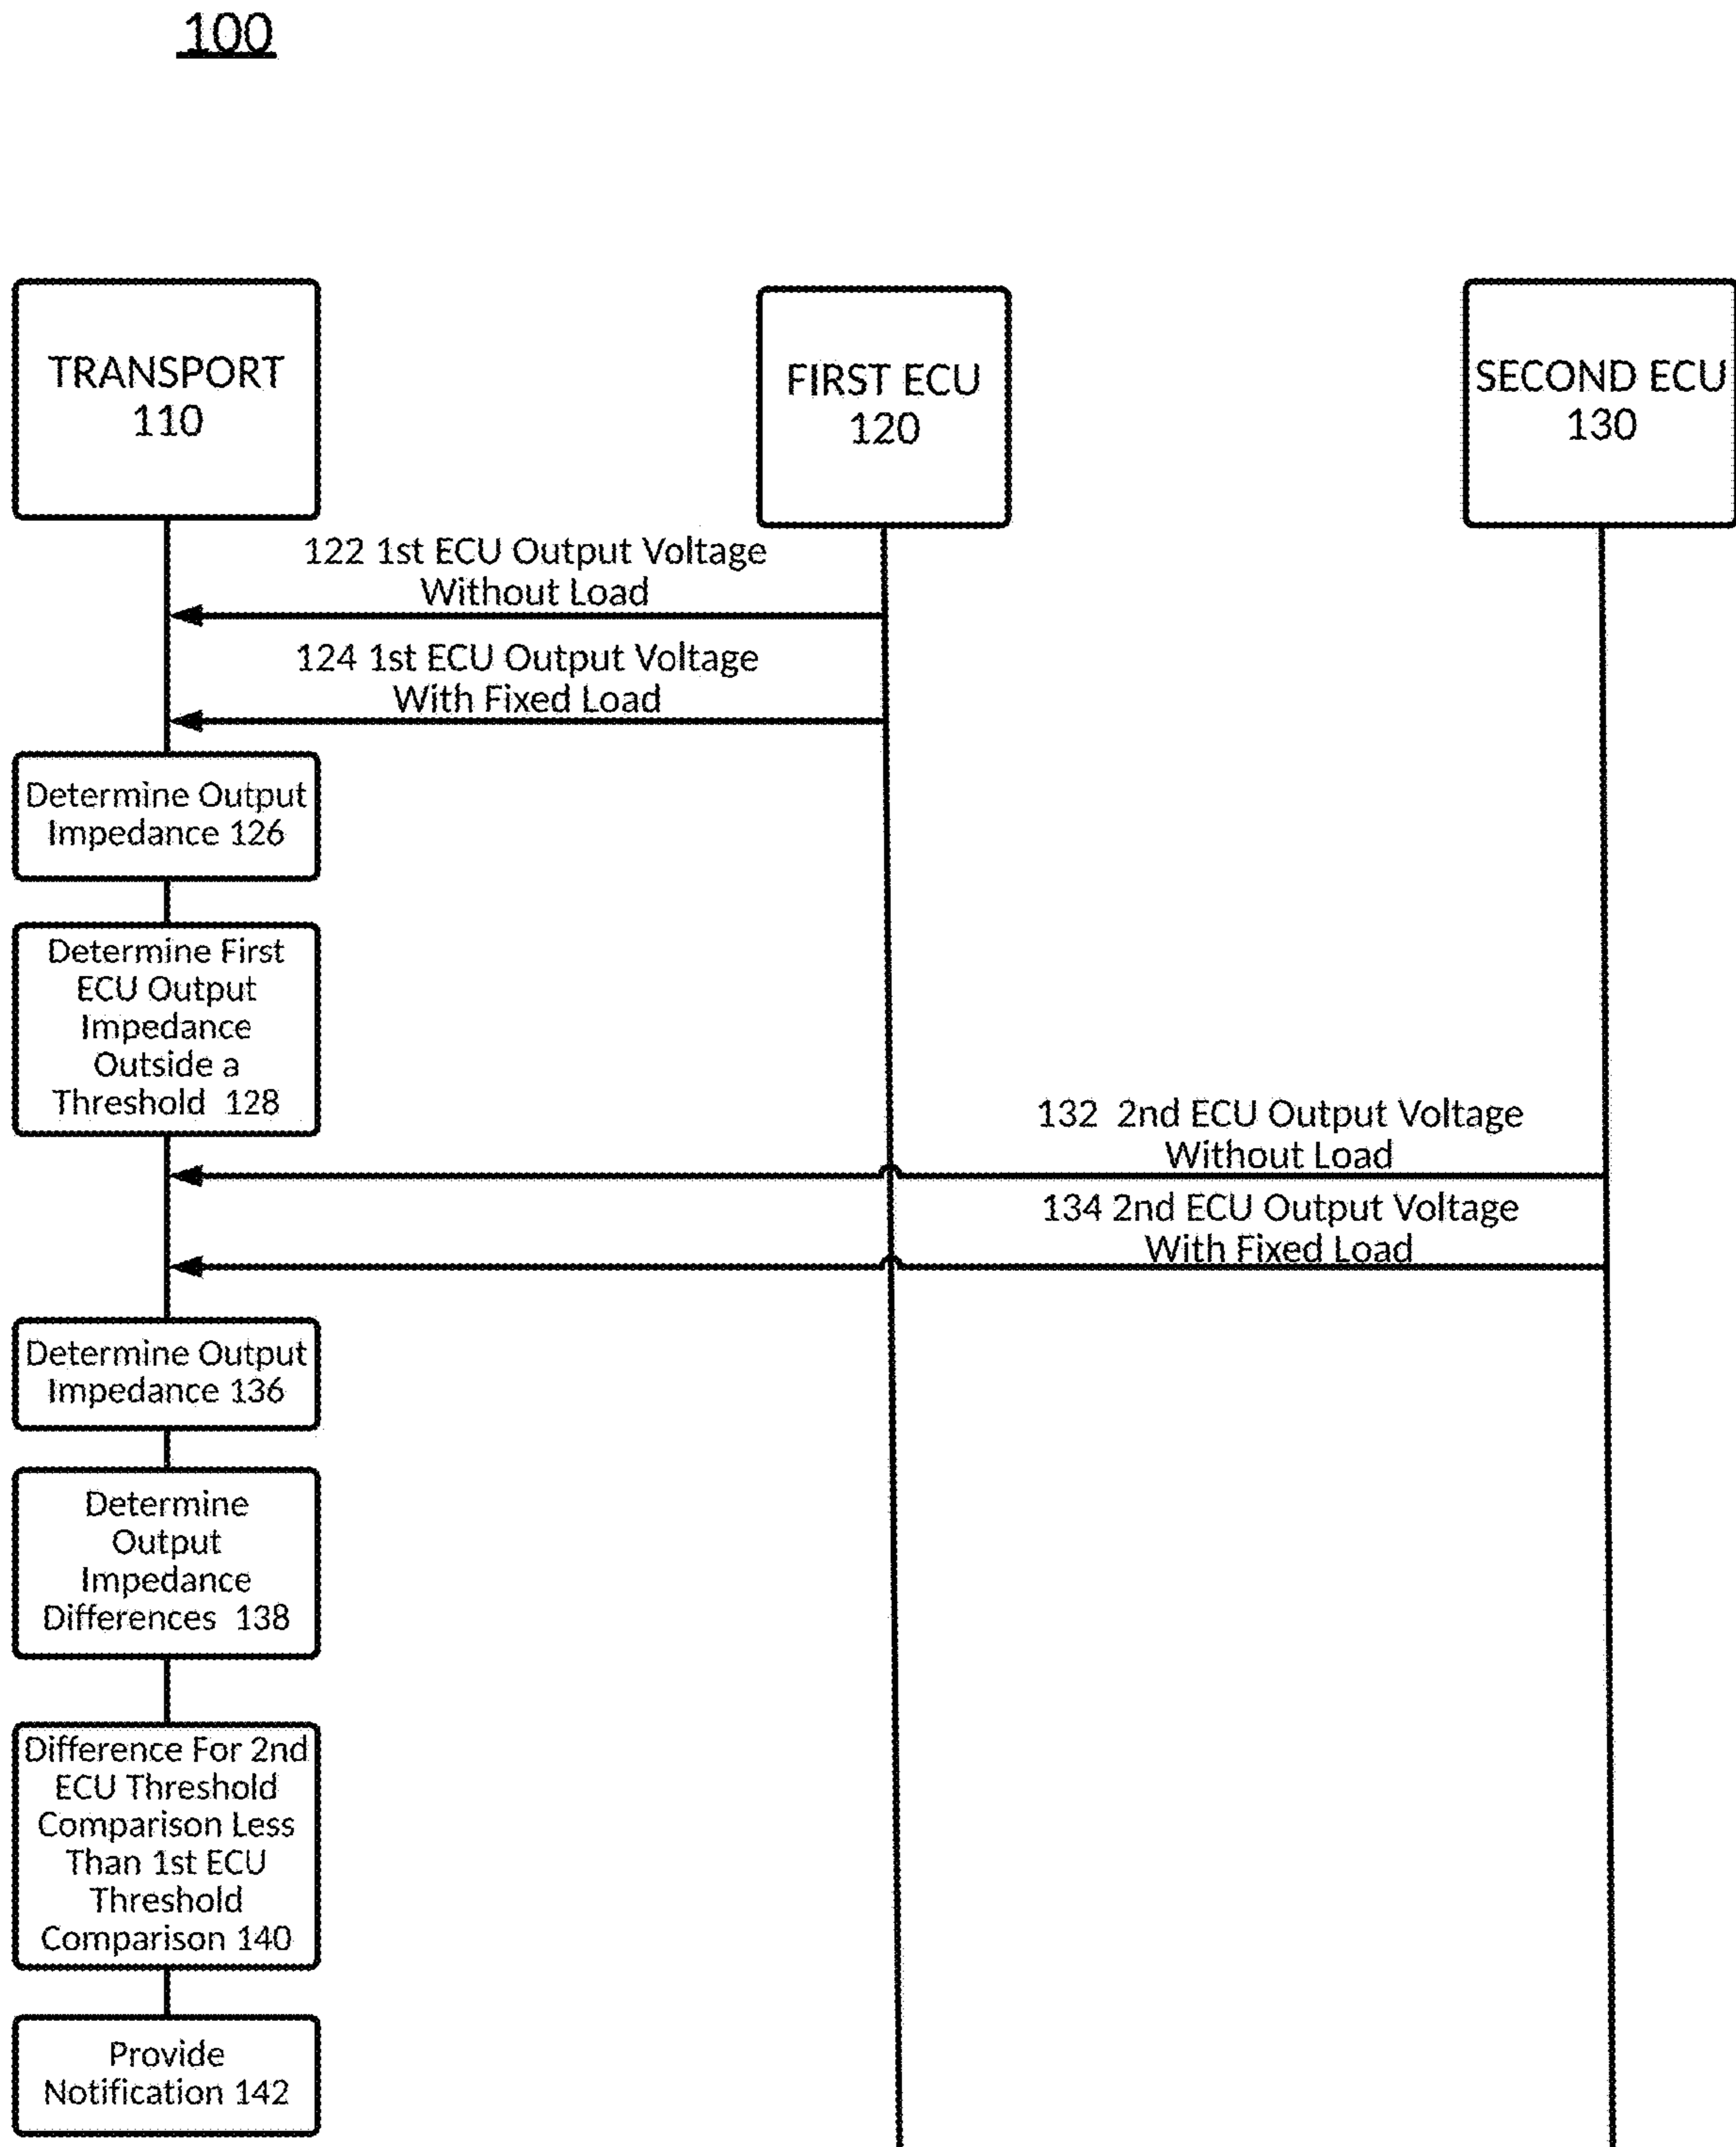 100
TRANSPORT
110
FIRST ECU
120
SECOND ECU
130
122 1st ECU Output Voltage
Without Load
124 1st ECU Output Voltage
With Fixed Load
Determine Output
Impedance 126
Determine First
ECU Output
Impedance
Outside a
Threshold 128
132 2nd ECU Output Voltage
Without Load
134 2nd ECU Output Voltage
With Fixed Load
Determine Output
Impedance 136
Determine
Output
Impedance
Differences 138
Difference For 2nd
ECU Threshold
Comparison Less
Than 1st ECU
Threshold
Comparison 140
Provide
Notification 142